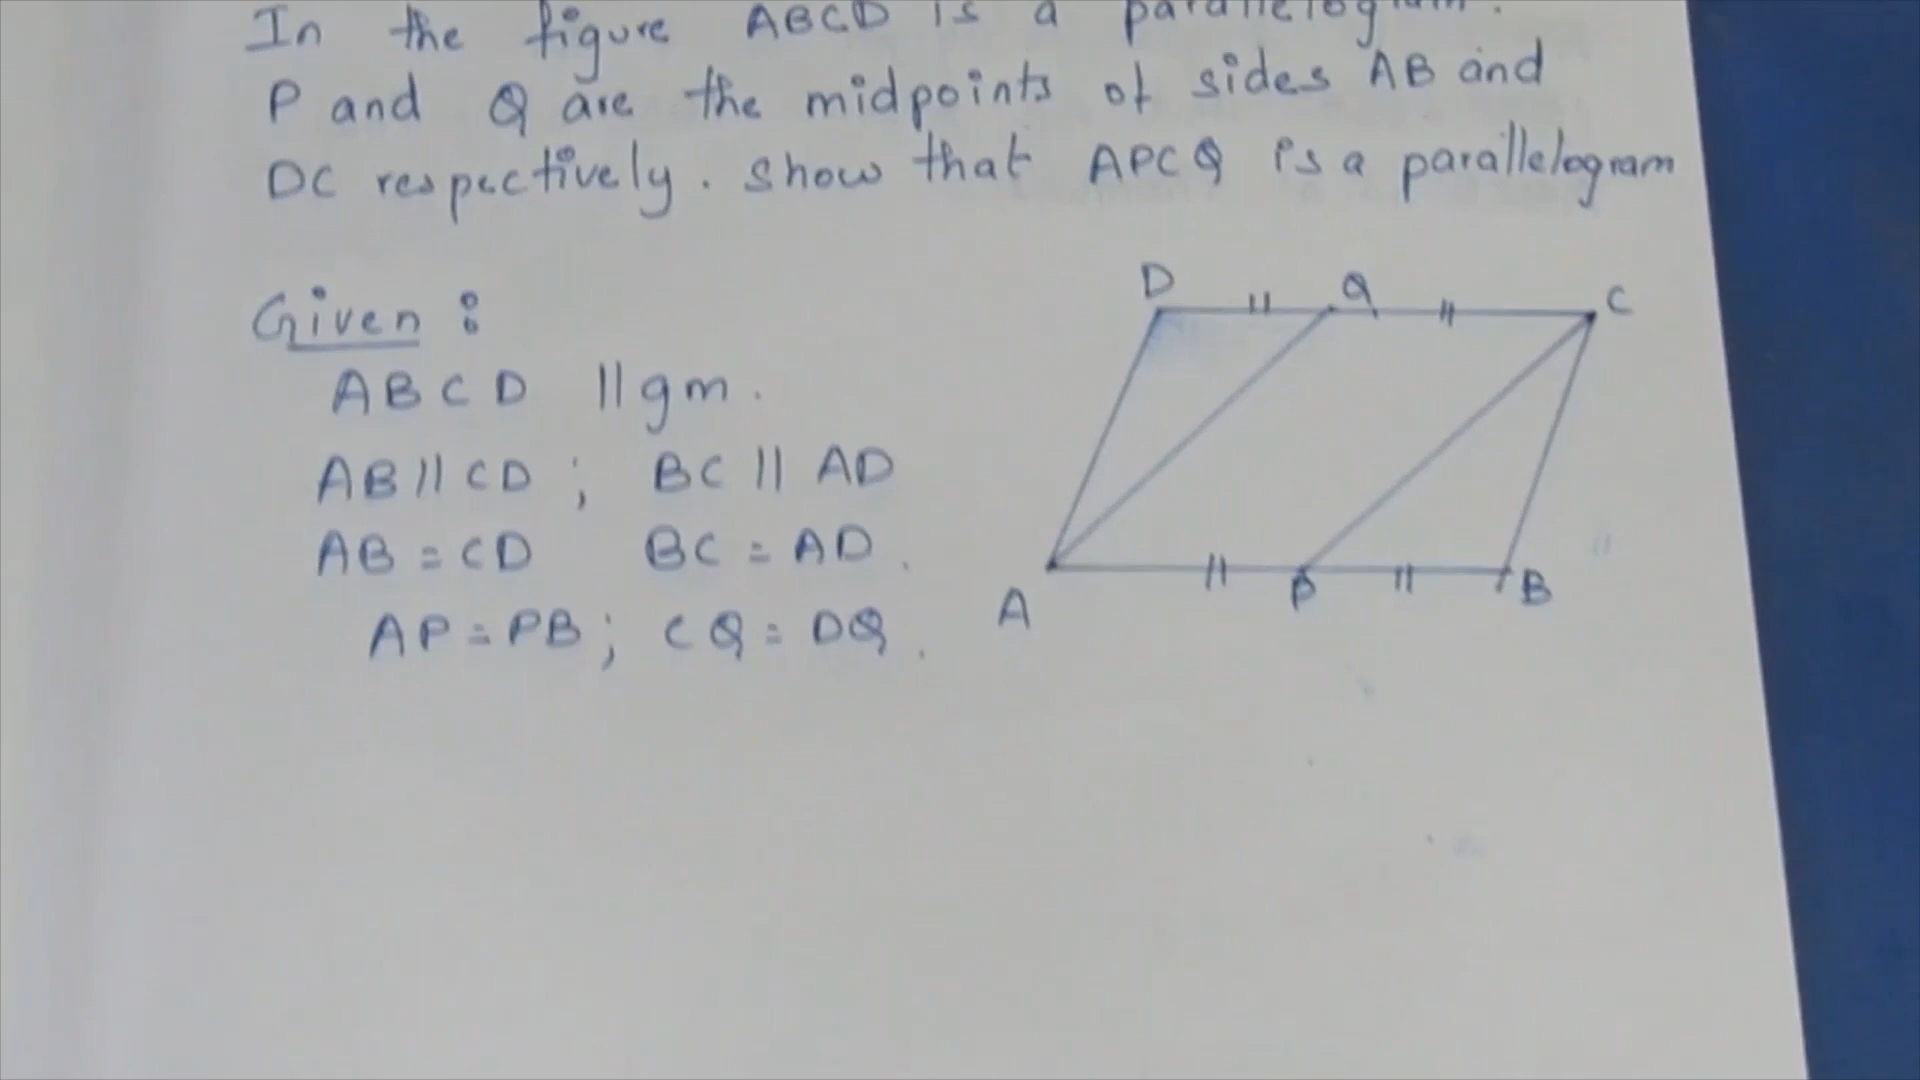 In the figure ABCD is a parallelogram.
P and Q are the midpoints of sides AB and
DC respectively. show that APCQ is a parallelogram
Given :
ABCD ||gm.
AB || CD ; BC || AD
AB = CD BC = AD.
AP = PB ; CQ = DQ.
D Q C
A P B